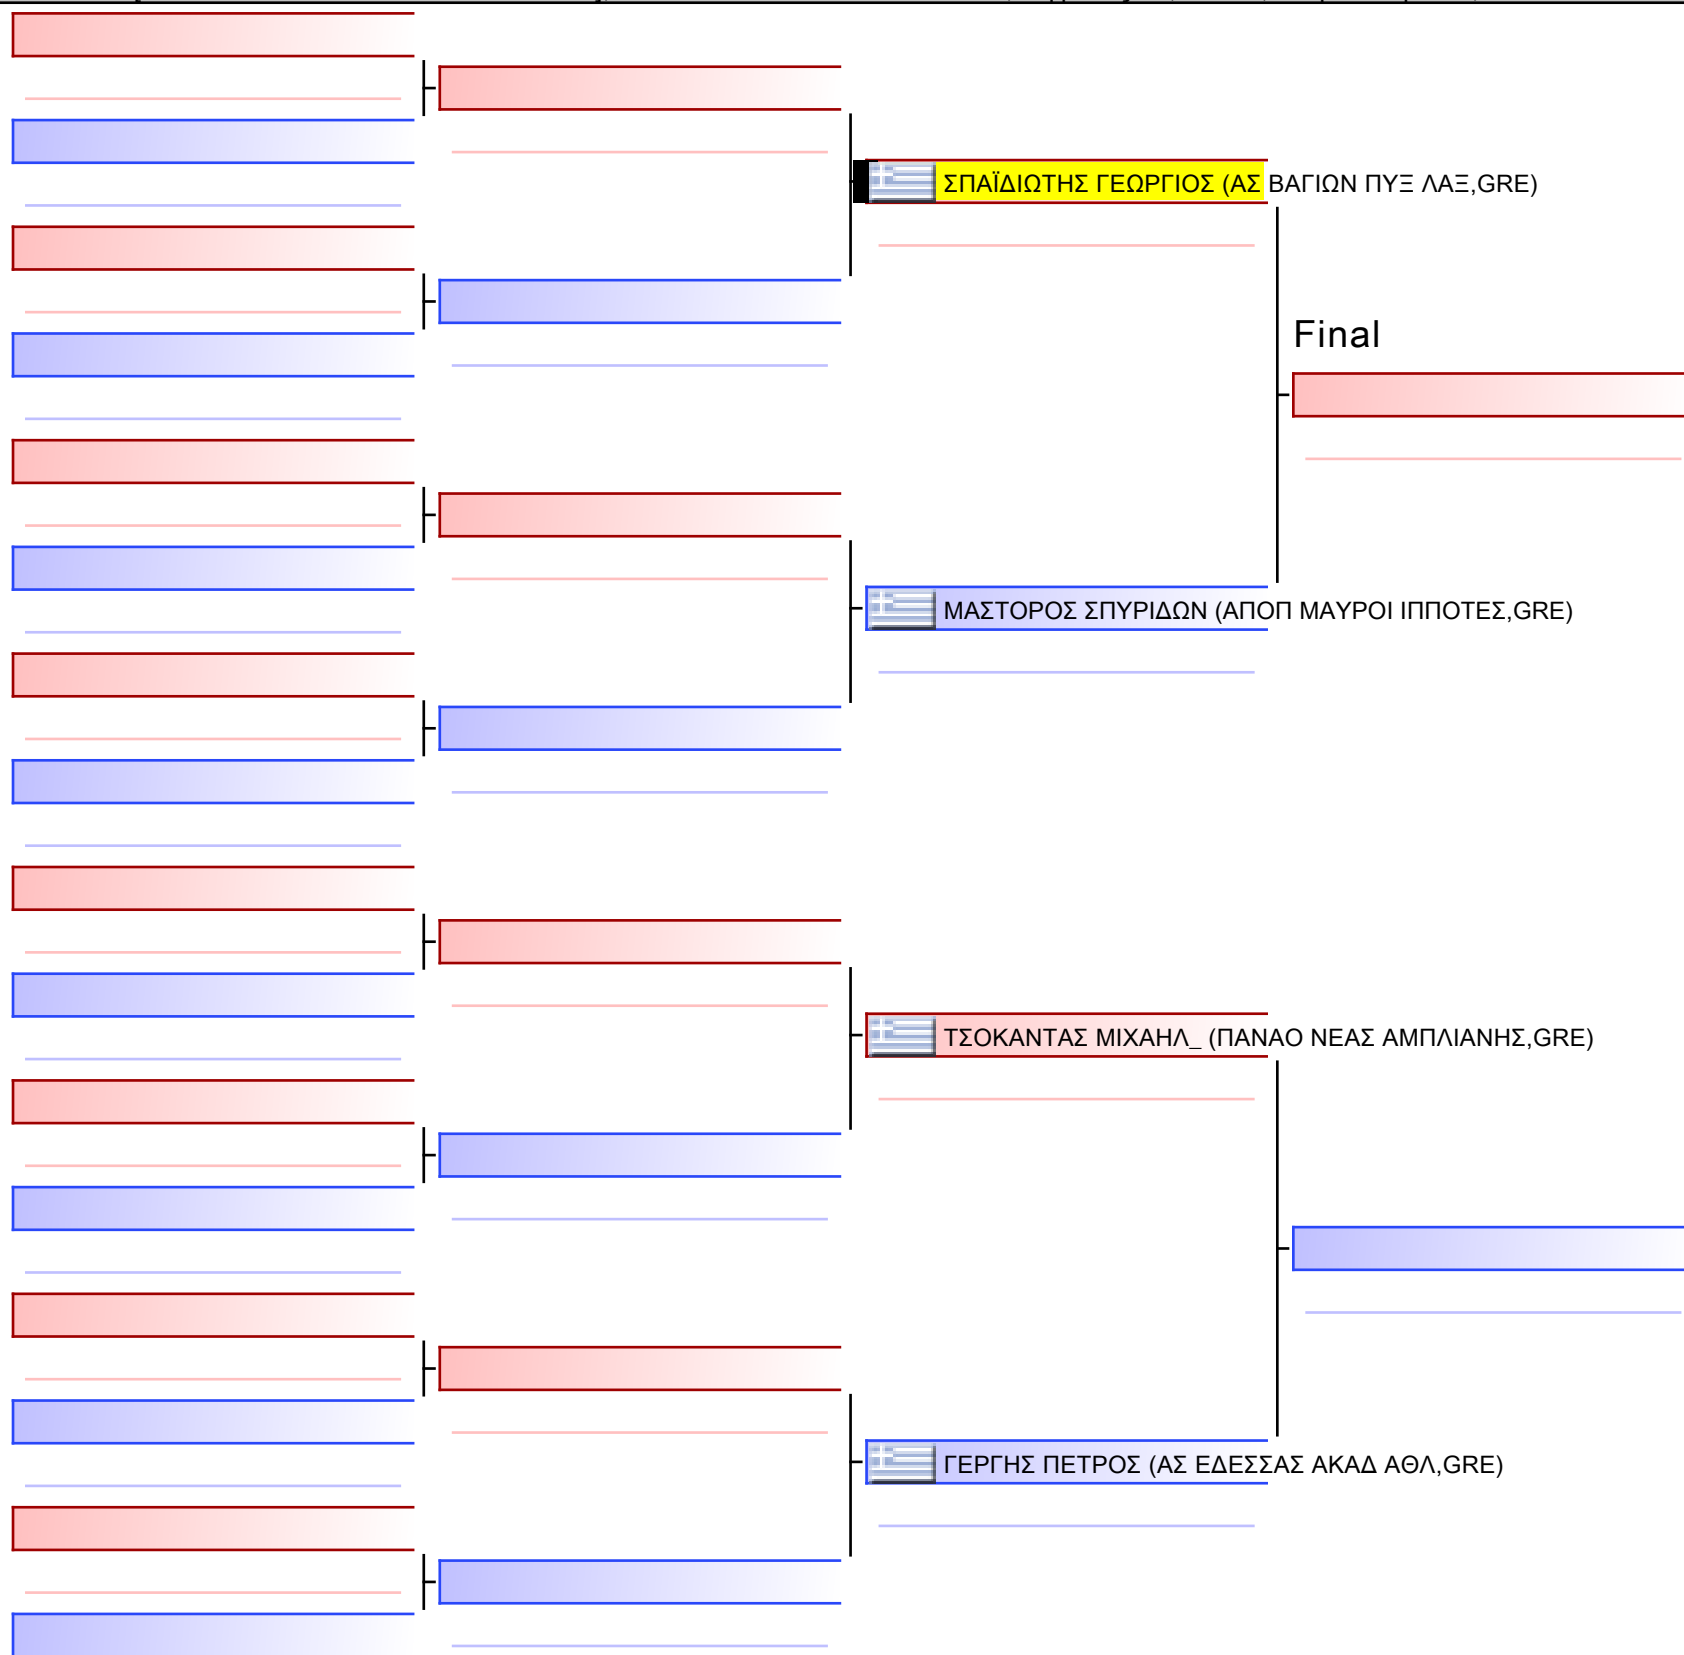 ΣΠΑΪΔΙΩΤΗΣ ΓΕΩΡΓΙΟΣ (ΑΣ ΒΑΓΙΩΝ ΠΥΞ ΛΑΞ,GRE)
Final
ΜΑΣΤΟΡΟΣ ΣΠΥΡΙΔΩΝ (ΑΠΟΠ ΜΑΥΡΟΙ ΙΠΠΟΤΕΣ,GRE)
ΤΣΟΚΑΝΤΑΣ ΜΙΧΑΗΛ_ (ΠΑΝΑΟ ΝΕΑΣ ΑΜΠΛΙΑΝΗΣ,GRE)
ΓΕΡΓΗΣ ΠΕΤΡΟΣ (ΑΣ ΕΔΕΣΣΑΣ ΑΚΑΔ ΑΘΛ,GRE)